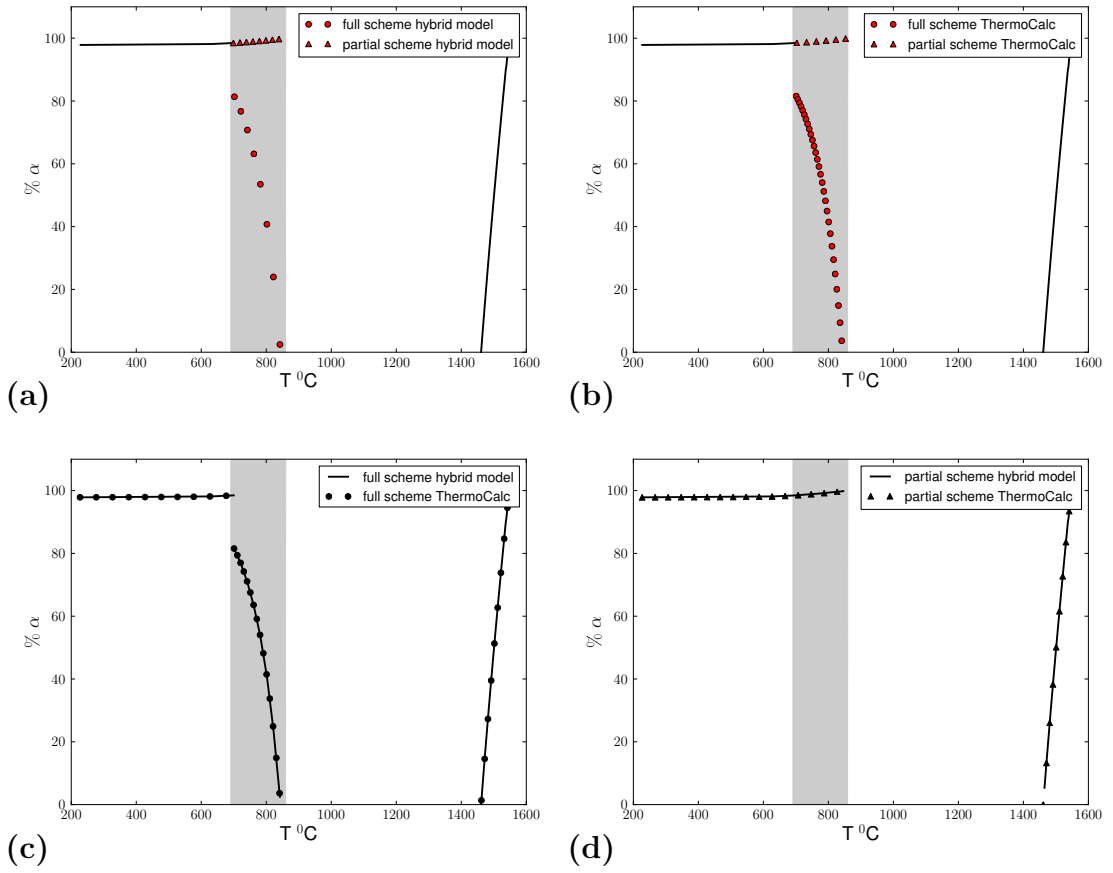 full scheme hybrid model
partial scheme hybrid model
100
80
60
40
20
0
% α
200 400 600 800 1000 1200 1400 1600
T ⁰C
(a)
full scheme ThermoCalc
partial scheme ThermoCalc
100
80
60
40
20
0
% α
200 400 600 800 1000 1200 1400 1600
T ⁰C
(b)
full scheme hybrid model
full scheme ThermoCalc
100
80
60
40
20
0
% α
200 400 600 800 1000 1200 1400 1600
T ⁰C
(c)
partial scheme hybrid model
partial scheme ThermoCalc
100
80
60
40
20
0
% α
200 400 600 800 1000 1200 1400 1600
T ⁰C
(d)